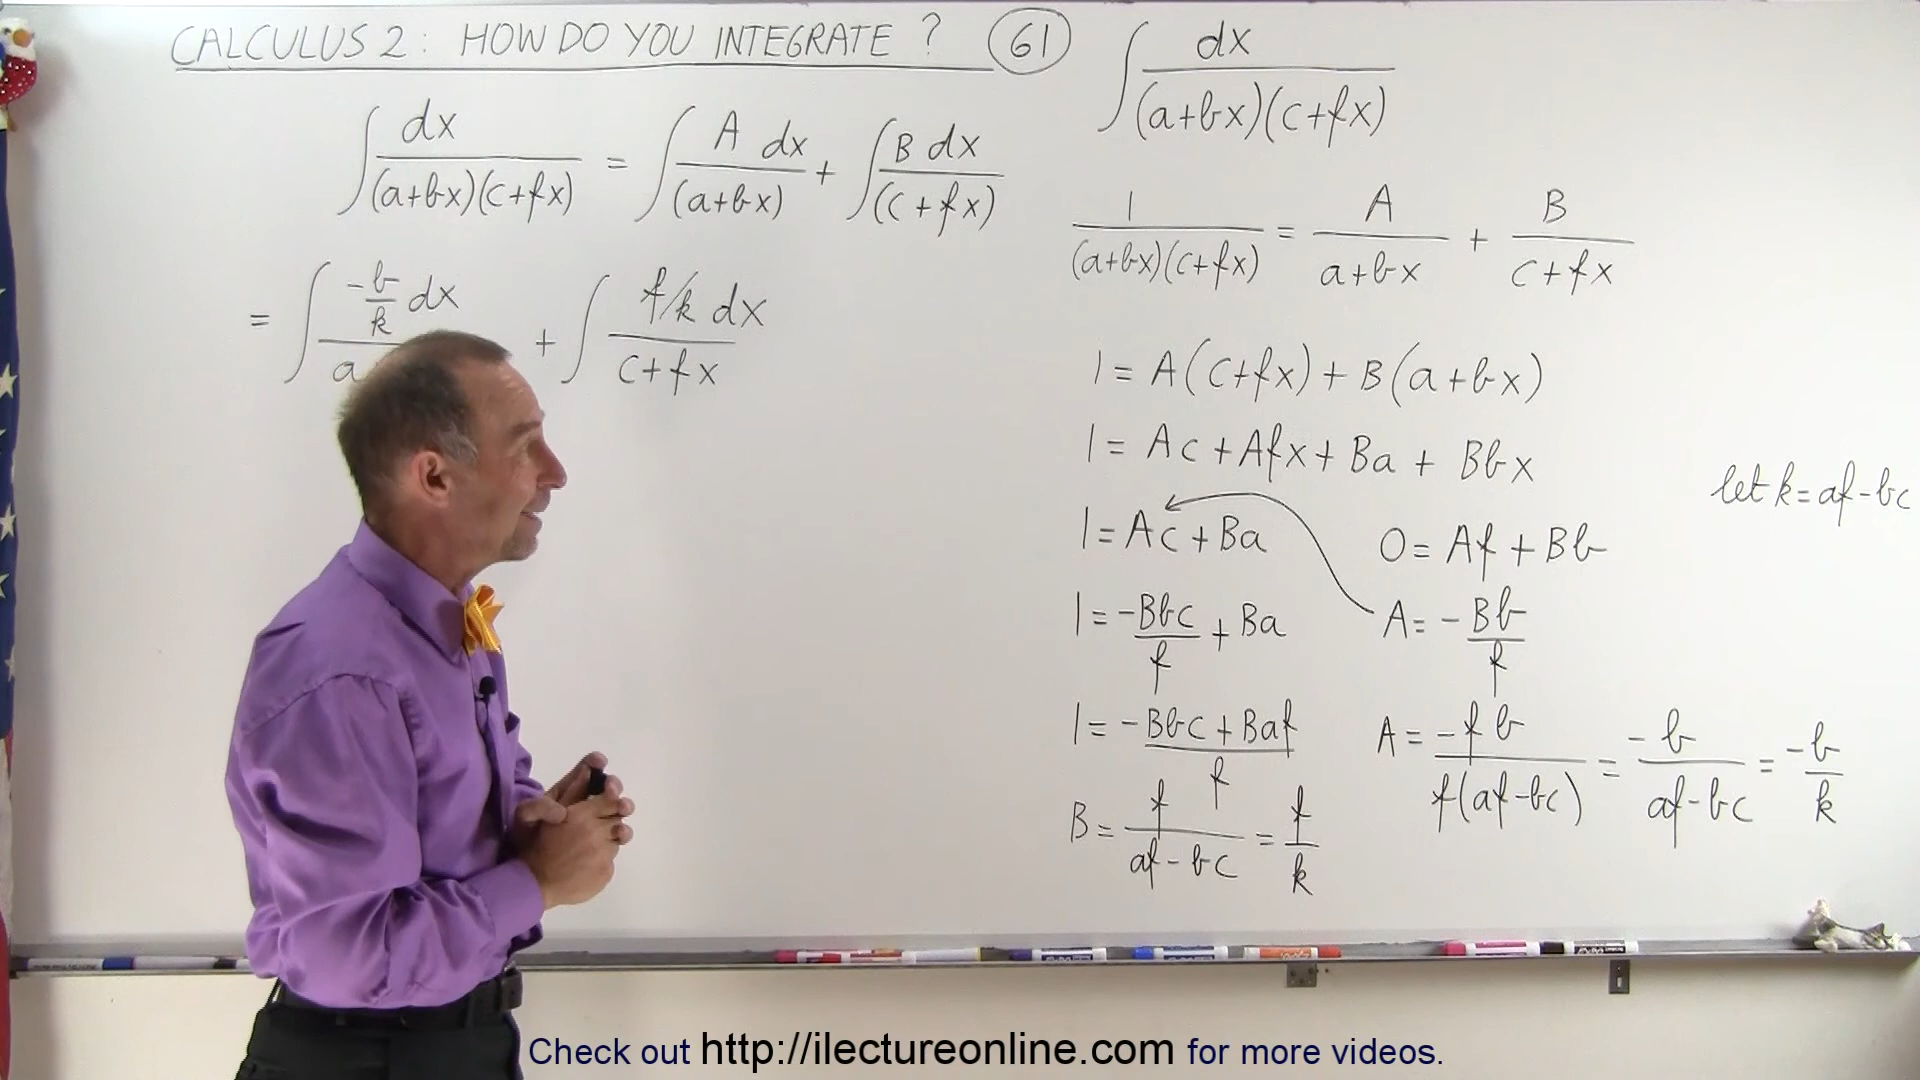 CALCULUS 2: HOW DO YOU INTEGRATE? 61
∫ dx/((a+bx)(c+fx)) = ∫ A dx/(a+bx) + ∫ B dx/(c+fx)
= ∫ -b/k dx / a + ∫ f/k dx / c+fx
∫ dx/((a+bx)(c+fx))
1/((a+bx)(c+fx)) = A/(a+bx) + B/(c+fx)
1 = A(c+fx) + B(a+bx)
1 = Ac + Afx + Ba + Bbx
let k = af-bc
1 = Ac + Ba 0 = Af + Bb
1 = -Bbc/f + Ba A = -Bb/f
1 = (-Bbc + Baf)/f A = -fb/(f(af-bc)) = -b/(af-bc) = -b/k
B = f/(af-bc) = f/k
Check out http://ilectureonline.com for more videos.